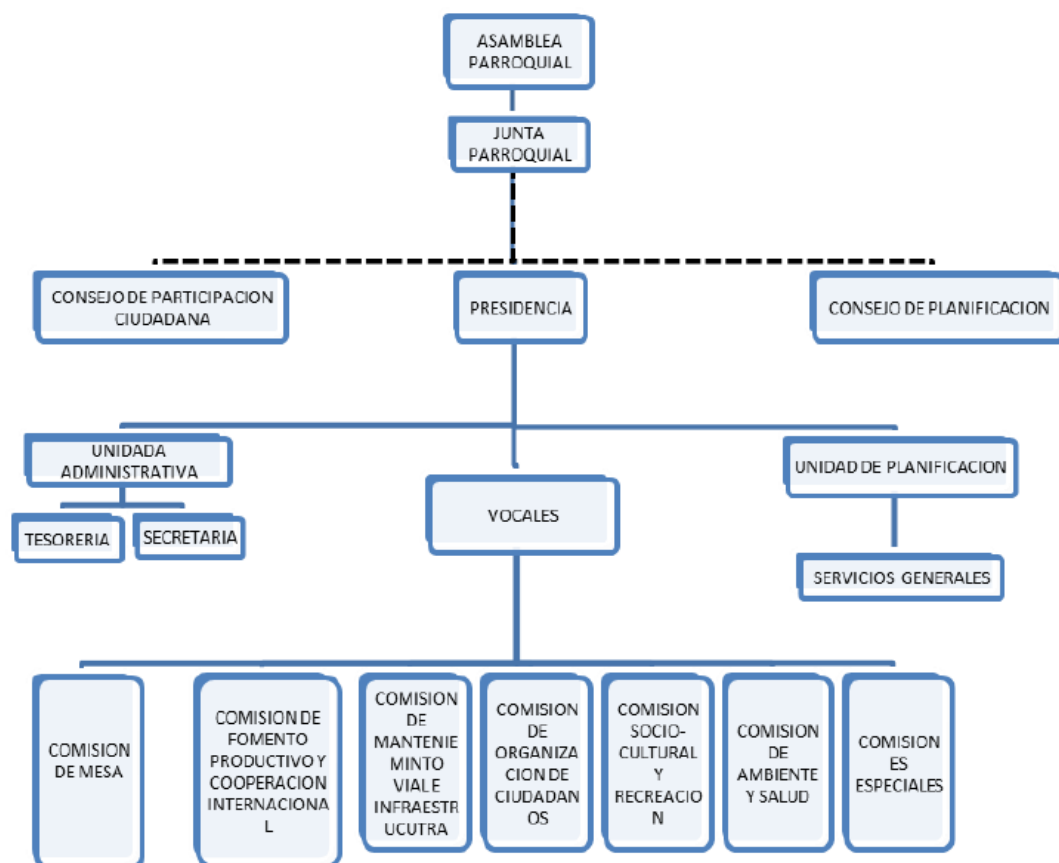 ASAMBLEA
PARROQUIAL
JUNTA
PARROQUIAL
CONSEJO DE PARTICIPACION
CIUDADANA
PRESIDENCIA
CONSEJO DE PLANIFICACION
UNIDADA
ADMINISTRATIVA
UNIDAD DE PLANIFICACION
VOCALES
TESORERIA
SECRETARIA
SERVICIOS GENERALES
COMISION
DE MESA
COMISION DE
FOMENTO
PRODUCTIVO Y
COOPERACION
INTERNACIONA
L
COMISION
DE
MANTENIE
MINTO
VIAL E
INFRAESTR
UCUTRA
COMISION
DE
ORGANIZA
CION DE
CIUDADAN
OS
COMISION
SOCIO-
CULTURAL
Y
RECREACIO
N
COMISION
DE
AMBIENTE
Y SALUD
COMISION
ES
ESPECIALES